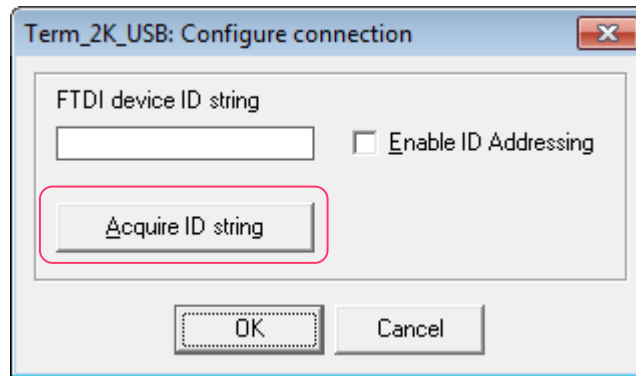 Term_2K_USB: Configure connection
FTDI device ID string
Enable ID Addressing
Acquire ID string
OK
Cancel